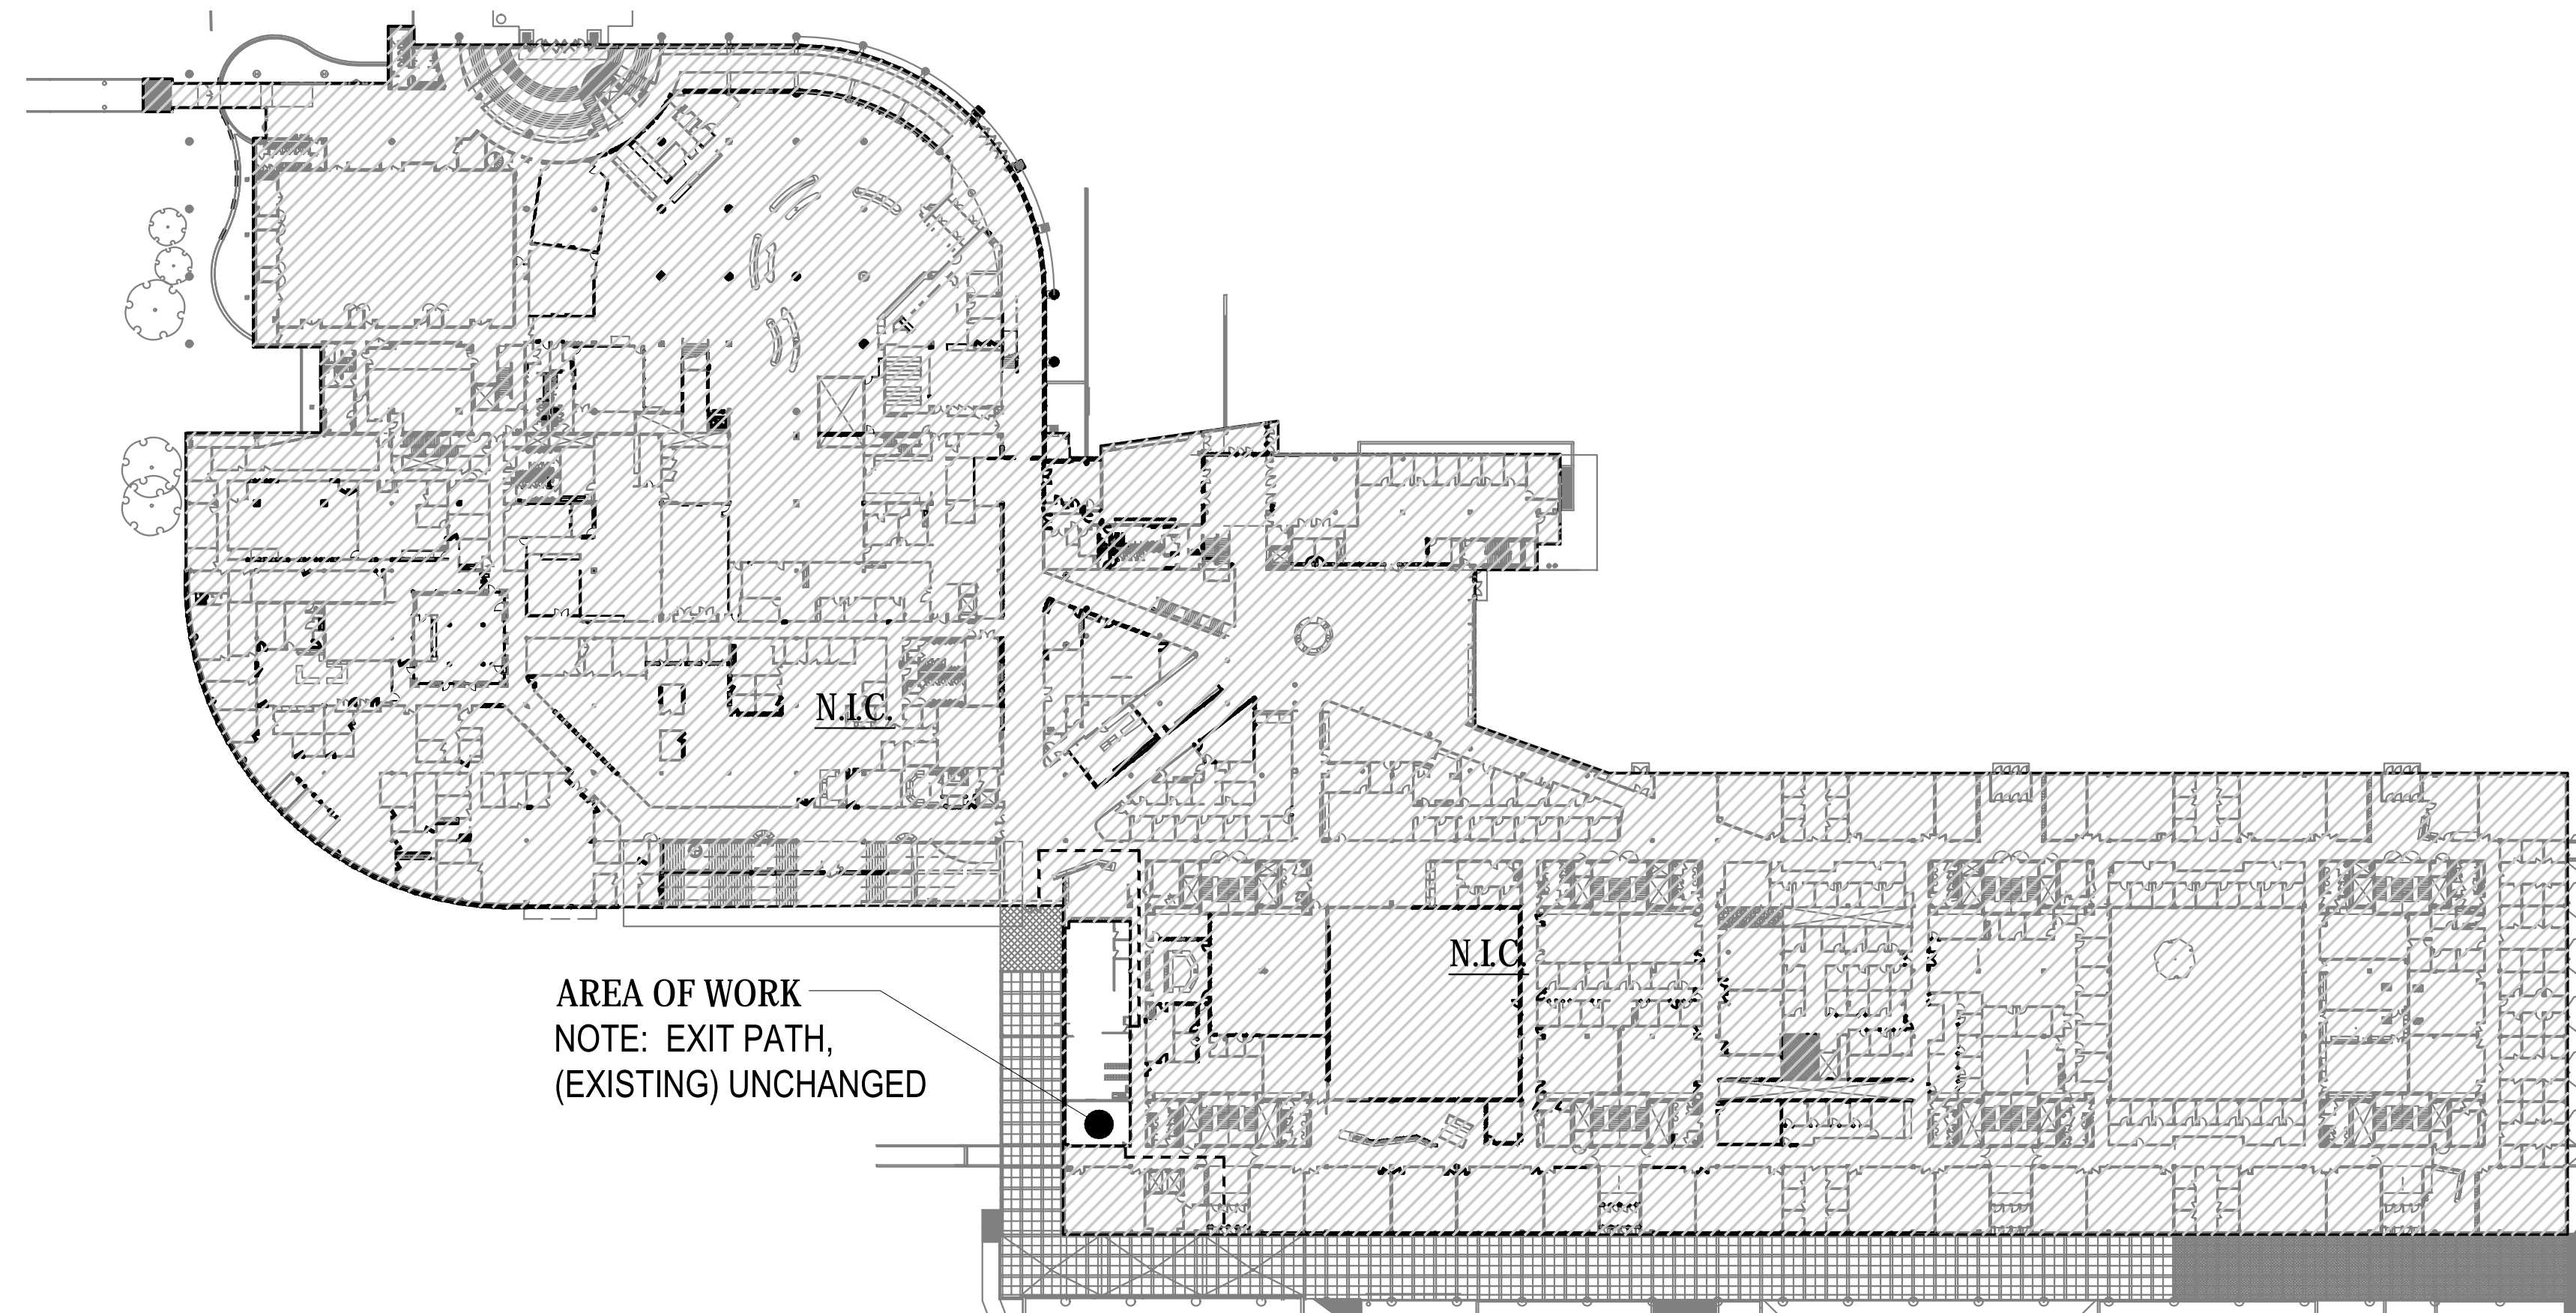 N.I.C.
N.I.C.
AREA OF WORK
NOTE: EXIT PATH,
(EXISTING) UNCHANGED